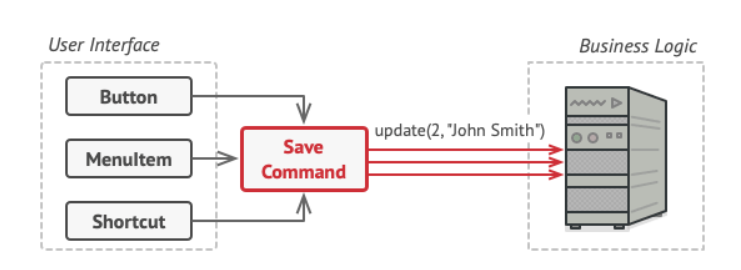 User Interface
Business Logic
Button
update(2, "John Smith")
MenuItem
Save
Command
Shortcut